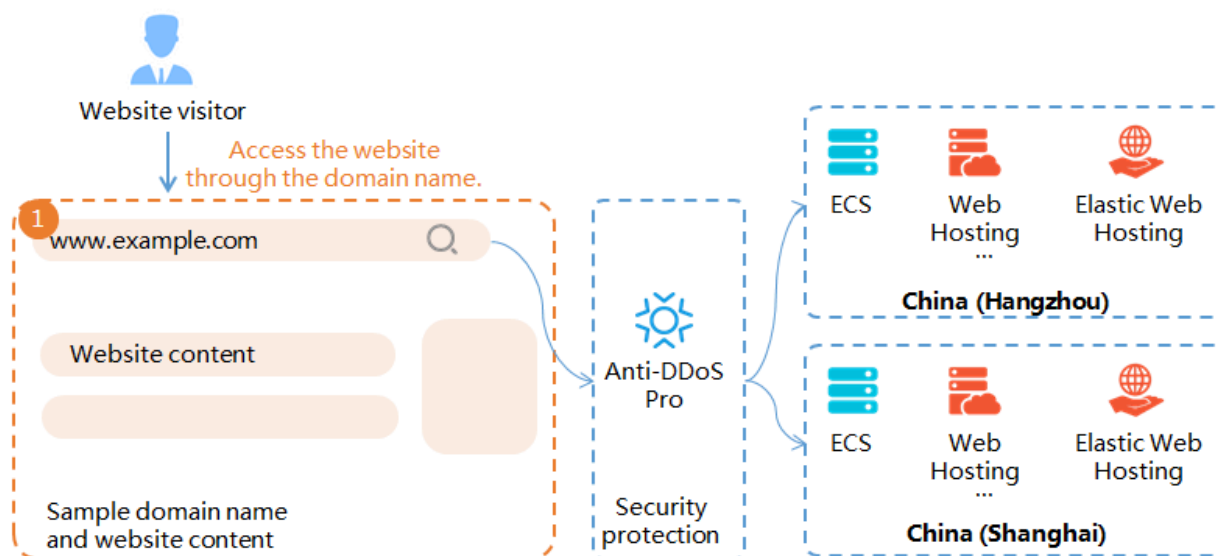 Website visitor
Access the website
through the domain name.
1
www.example.com
Website content
Sample domain name
and website content
Anti-DDoS
Pro
Security
protection
ECS
Web
Hosting
...
Elastic Web
Hosting
China (Hangzhou)
ECS
Web
Hosting
...
Elastic Web
Hosting
China (Shanghai)